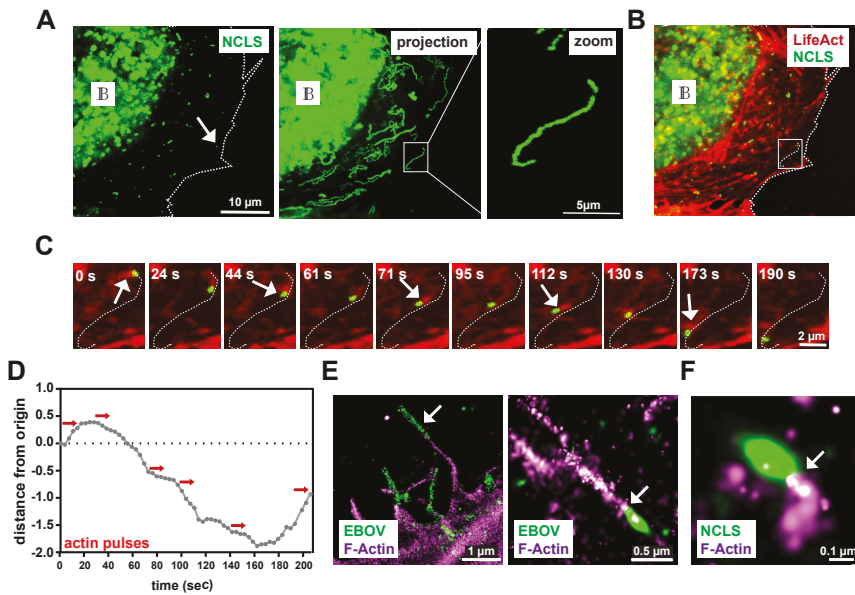 A
NCLS
𝔹
10 µm
projection
𝔹
zoom
5µm
B
LifeAct
NCLS
𝔹
C
0 s
24 s
44 s
61 s
71 s
95 s
112 s
130 s
173 s
190 s
2 µm
D
distance from origin
1.0
0.5
0.0
-0.5
-1.0
-1.5
-2.0
actin pulses
0 20 40 60 80 100 120 140 160 180 200
time (sec)
E
EBOV
F-Actin
1 µm
EBOV
F-Actin
0.5 µm
F
NCLS
F-Actin
0.1 µm